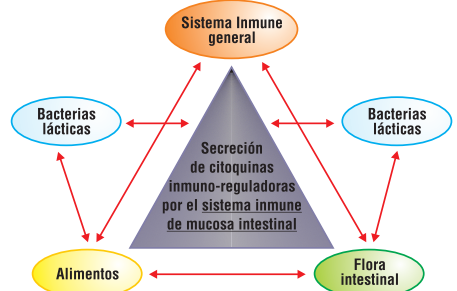 Sistema Inmune
general
Bacterias
lácticas
Bacterias
lácticas
Secreción
de citoquinas
inmuno-reguladoras
por el sistema inmune
de mucosa intestinal
Alimentos
Flora
intestinal